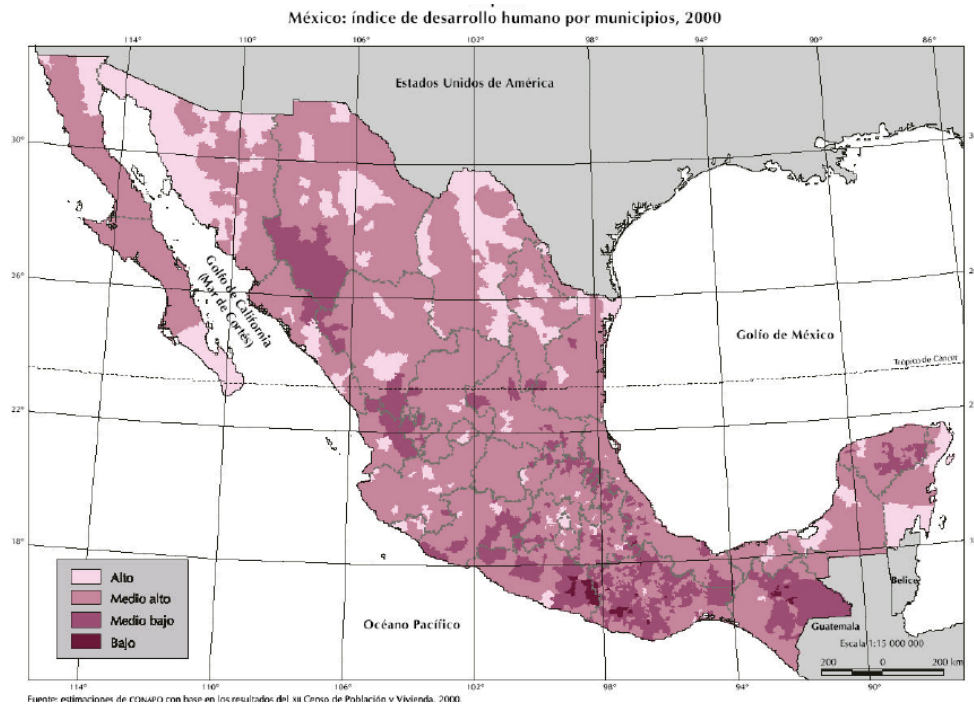 México: índice de desarrollo humano por municipios, 2000
114° 110° 106° 102° 98° 94° 90° 86°
Estados Unidos de América
30°
26°
Golfo de California
(Mar de Cortés)
Golfo de México
Trópico de Cáncer
22°
18°
Alto
Medio alto
Medio bajo
Bajo
Océano Pacífico
Belice
Guatemala
Escala 1:15 000 000
200 0 200 km
114° 110° 106° 102° 98° 94° 90°
Fuente: estimaciones de CONAPO con base en los resultados del XII Censo de Población y Vivienda, 2000.